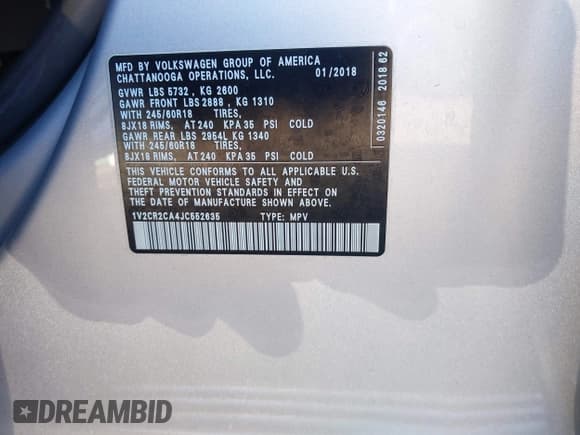 MFD BY VOLKSWAGEN GROUP OF AMERICA
CHATTANOOGA OPERATIONS, LLC. 01/2018
GVWR LBS 5732 , KG 2600
GAWR FRONT LBS 2888 , KG 1310
WITH 245/60R18 TIRES,
8JX18 RIMS, AT 240 KPA 35 PSI COLD
GAWR REAR LBS 2954L KG 1340
WITH 245/60R18 TIRES,
8JX18 RIMS, AT 240 KPA 35 PSI COLD
THIS VEHICLE CONFORMS TO ALL APPLICABLE U.S.
FEDERAL MOTOR VEHICLE SAFETY AND
THEFT PREVENTION STANDARDS IN EFFECT ON
THE DATE OF MANUFACTURE SHOWN ABOVE.
1V2CR2CA4JC552635 TYPE: MPV
0320146 2018 62
DREAMBID